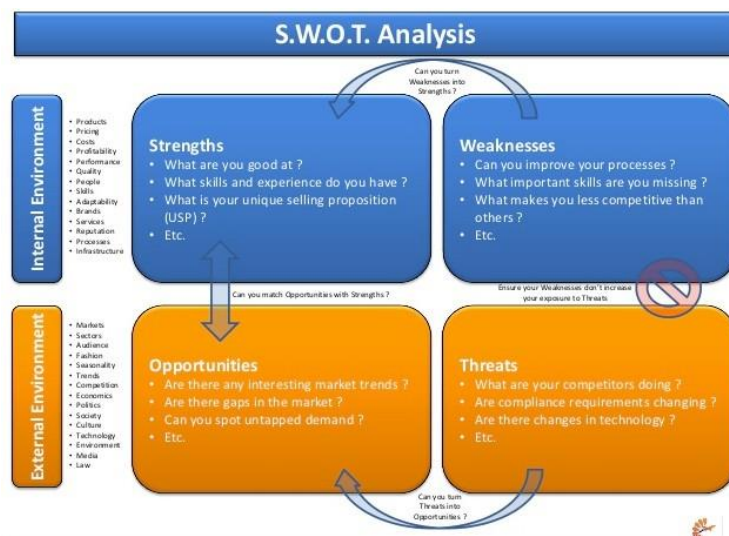 S.W.O.T. Analysis
Can you turn
Weaknesses into
Strengths ?
Internal Environment
• Products
• Pricing
• Costs
• Profitability
• Performance
• Quality
• People
• Skills
• Adaptability
• Brands
• Services
• Reputation
• Processes
• Infrastructure
Strengths
• What are you good at ?
• What skills and experience do you have ?
• What is your unique selling proposition
(USP) ?
• Etc.
Weaknesses
• Can you improve your processes ?
• What important skills are you missing ?
• What makes you less competitive than
others ?
• Etc.
Can you match Opportunities with Strengths ?
Ensure your Weaknesses don't increase
your exposure to Threats
External Environment
• Markets
• Sectors
• Audience
• Fashion
• Seasonality
• Trends
• Competition
• Economics
• Politics
• Society
• Culture
• Technology
• Environment
• Media
• Law
Opportunities
• Are there any interesting market trends ?
• Are there gaps in the market ?
• Can you spot untapped demand ?
• Etc.
Threats
• What are your competitors doing ?
• Are compliance requirements changing ?
• Are there changes in technology ?
• Etc.
Can you turn
Threats into
Opportunities ?